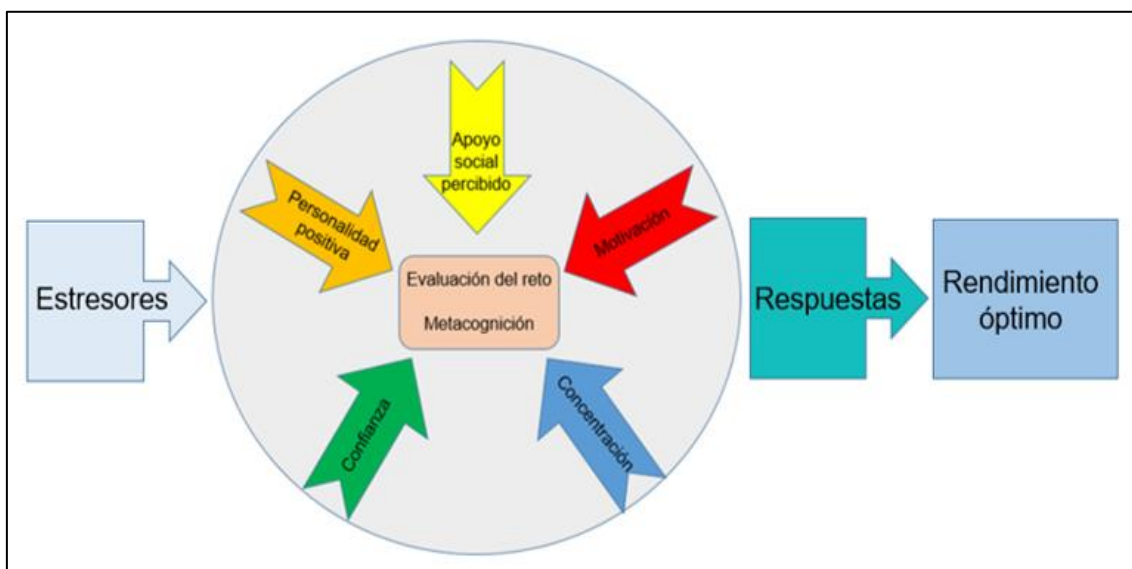 Estresores
Personalidad
positiva
Apoyo
social
percibido
Motivación
Evaluación del reto
Metacognición
Confianza
Concentración
Respuestas
Rendimiento
óptimo